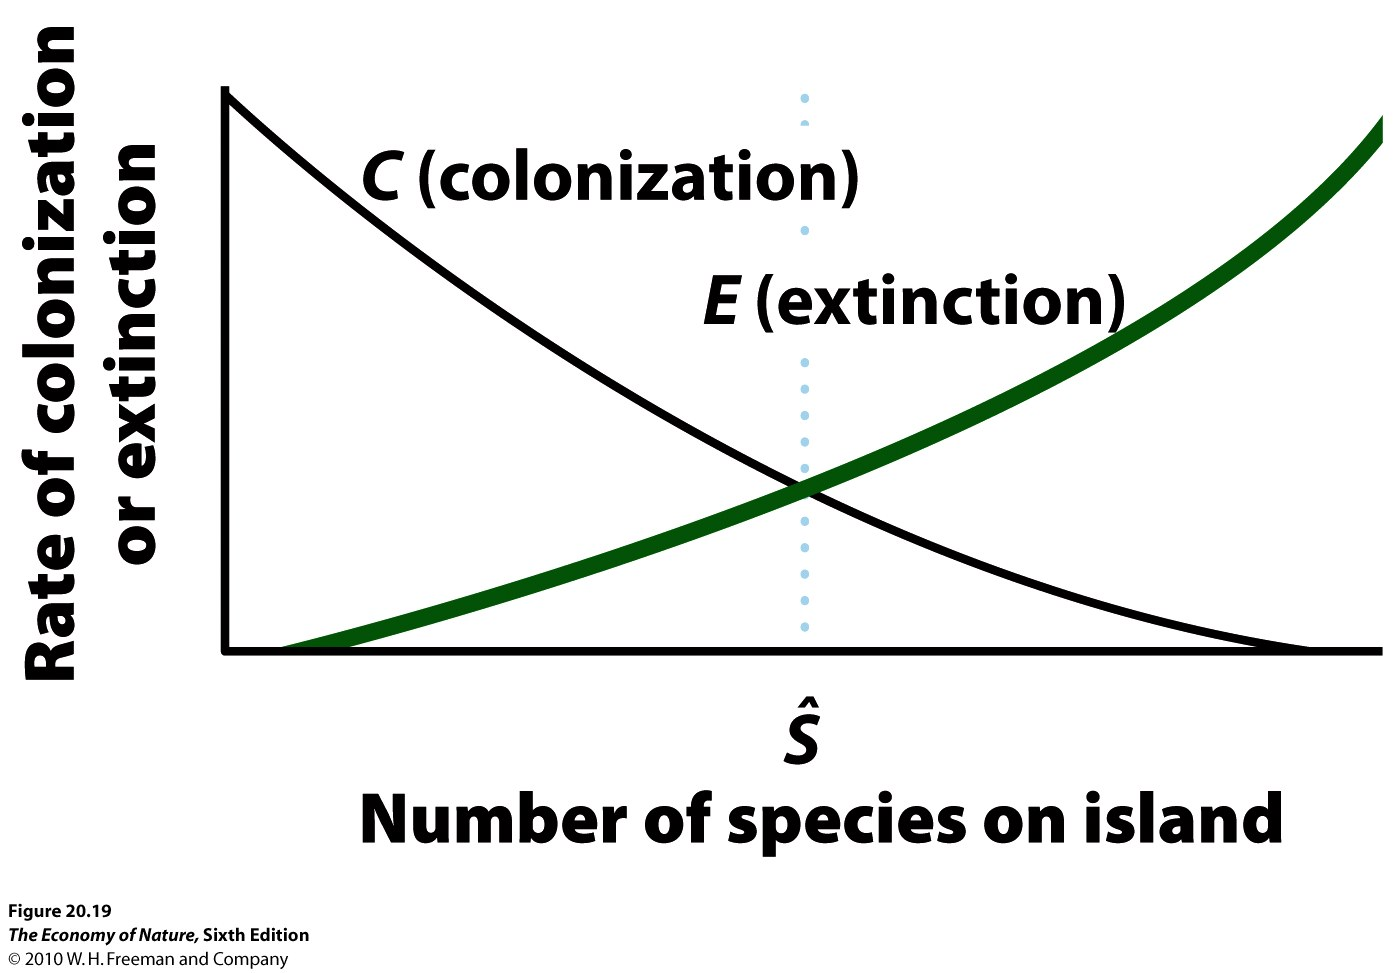 Rate of colonization
or extinction
C (colonization)
E (extinction)
Ŝ
Number of species on island
Figure 20.19
The Economy of Nature, Sixth Edition
© 2010 W. H. Freeman and Company